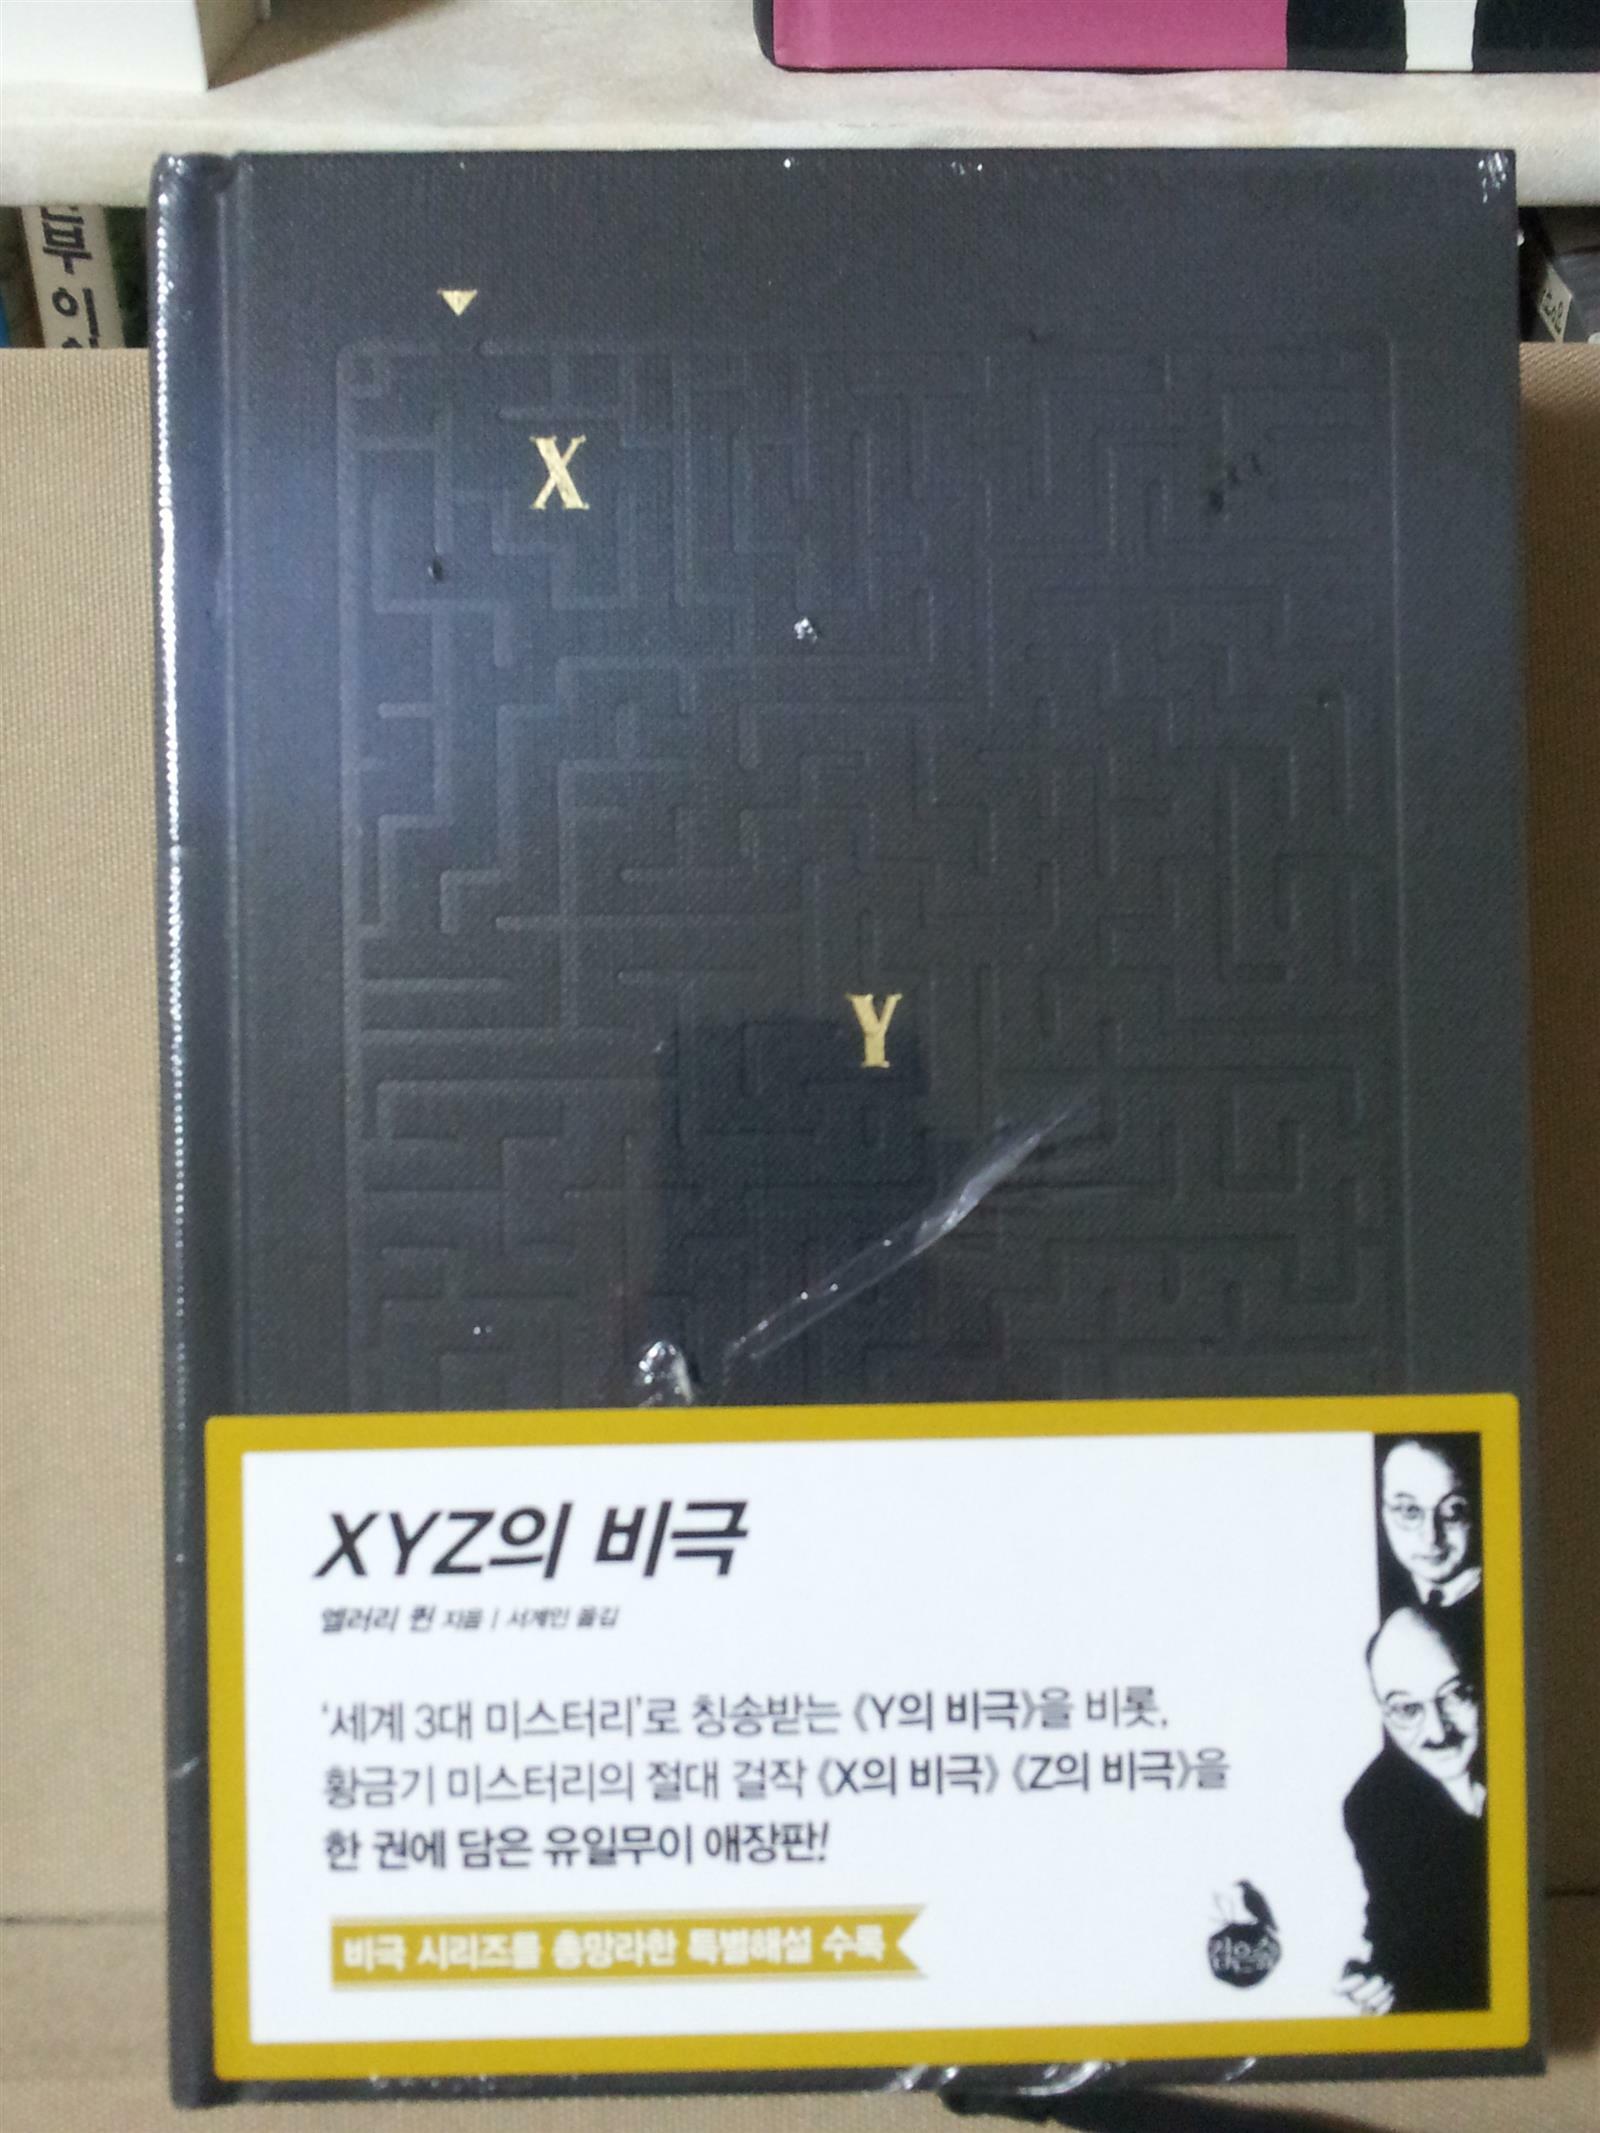 X
Y
XYZ의 비극
엘러리 퀸 지음 | 서계인 옮김
'세계 3대 미스터리'로 칭송받는 《Y의 비극》을 비롯,
황금기 미스터리의 절대 걸작 《X의 비극》 《Z의 비극》을
한 권에 담은 유일무이 애장판!
비극 시리즈를 총망라한 특별해설 수록
검은숲